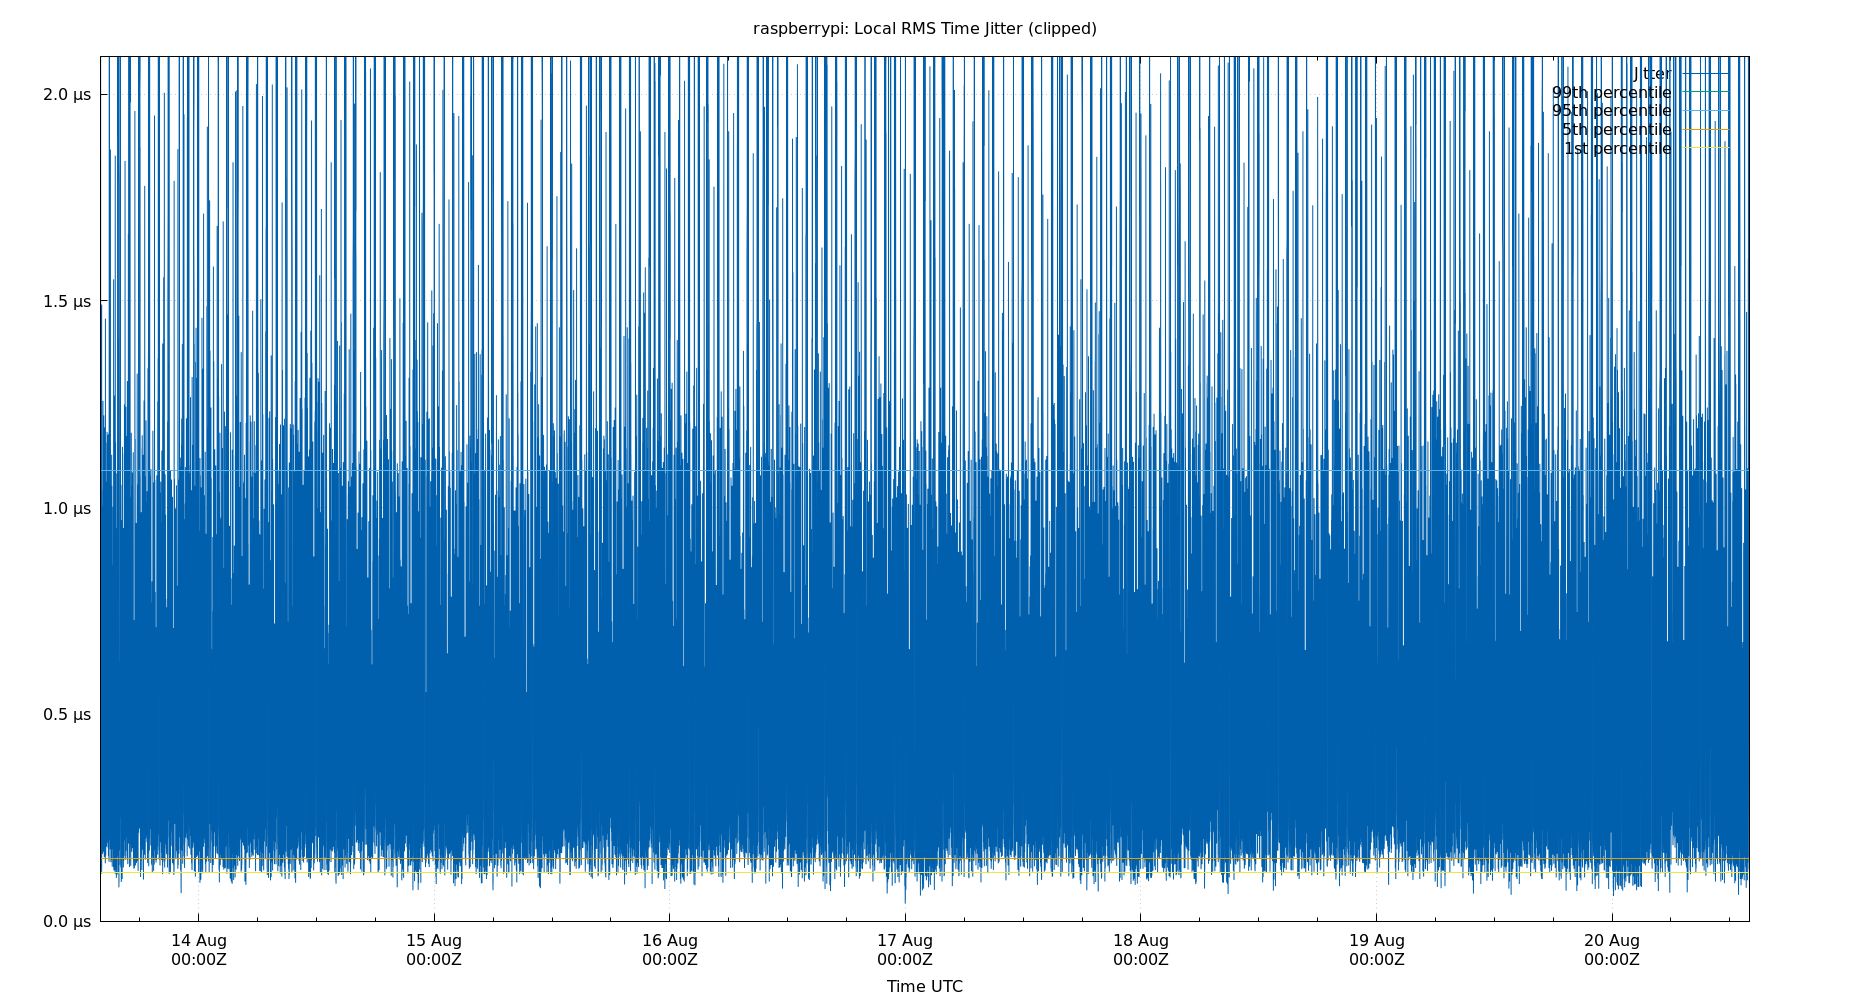 raspberrypi: Local RMS Time Jitter (clipped)
Jitter
99th percentile
95th percentile
5th percentile
1st percentile
2.0 µs
1.5 µs
1.0 µs
0.5 µs
0.0 µs
14 Aug 15 Aug 16 Aug 17 Aug 18 Aug 19 Aug 20 Aug
00:00Z 00:00Z 00:00Z 00:00Z 00:00Z 00:00Z 00:00Z
Time UTC